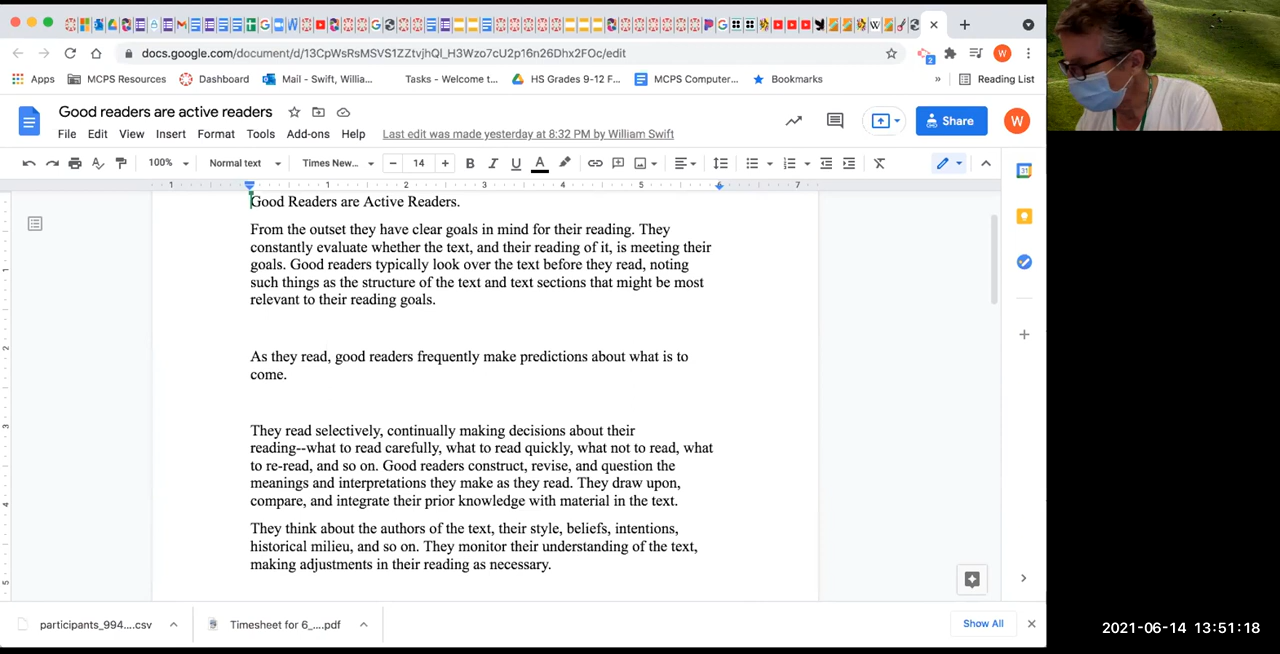 docs.google.com/document/d/13CpWsRsMSVS1ZZtvjhQl_H3Wzo7cU2p16n26Dhx2FOc/edit
Apps
MCPS Resources
Dashboard
Mail - Swift, Willia...
Tasks - Welcome t...
HS Grades 9-12 F...
MCPS Computer...
Bookmarks
»
Reading List
Good readers are active readers
File Edit View Insert Format Tools Add-ons Help Last edit was made yesterday at 8:32 PM by William Swift
Share
W
100% Normal text Times New... 14 B I U A
1 1 2 3 4 5 6 7
Good Readers are Active Readers.
From the outset they have clear goals in mind for their reading. They
constantly evaluate whether the text, and their reading of it, is meeting their
goals. Good readers typically look over the text before they read, noting
such things as the structure of the text and text sections that might be most
relevant to their reading goals.
As they read, good readers frequently make predictions about what is to
come.
They read selectively, continually making decisions about their
reading--what to read carefully, what to read quickly, what not to read, what
to re-read, and so on. Good readers construct, revise, and question the
meanings and interpretations they make as they read. They draw upon,
compare, and integrate their prior knowledge with material in the text.
They think about the authors of the text, their style, beliefs, intentions,
historical milieu, and so on. They monitor their understanding of the text,
making adjustments in their reading as necessary.
participants_994....csv
Timesheet for 6_....pdf
Show All
2021-06-14 13:51:18